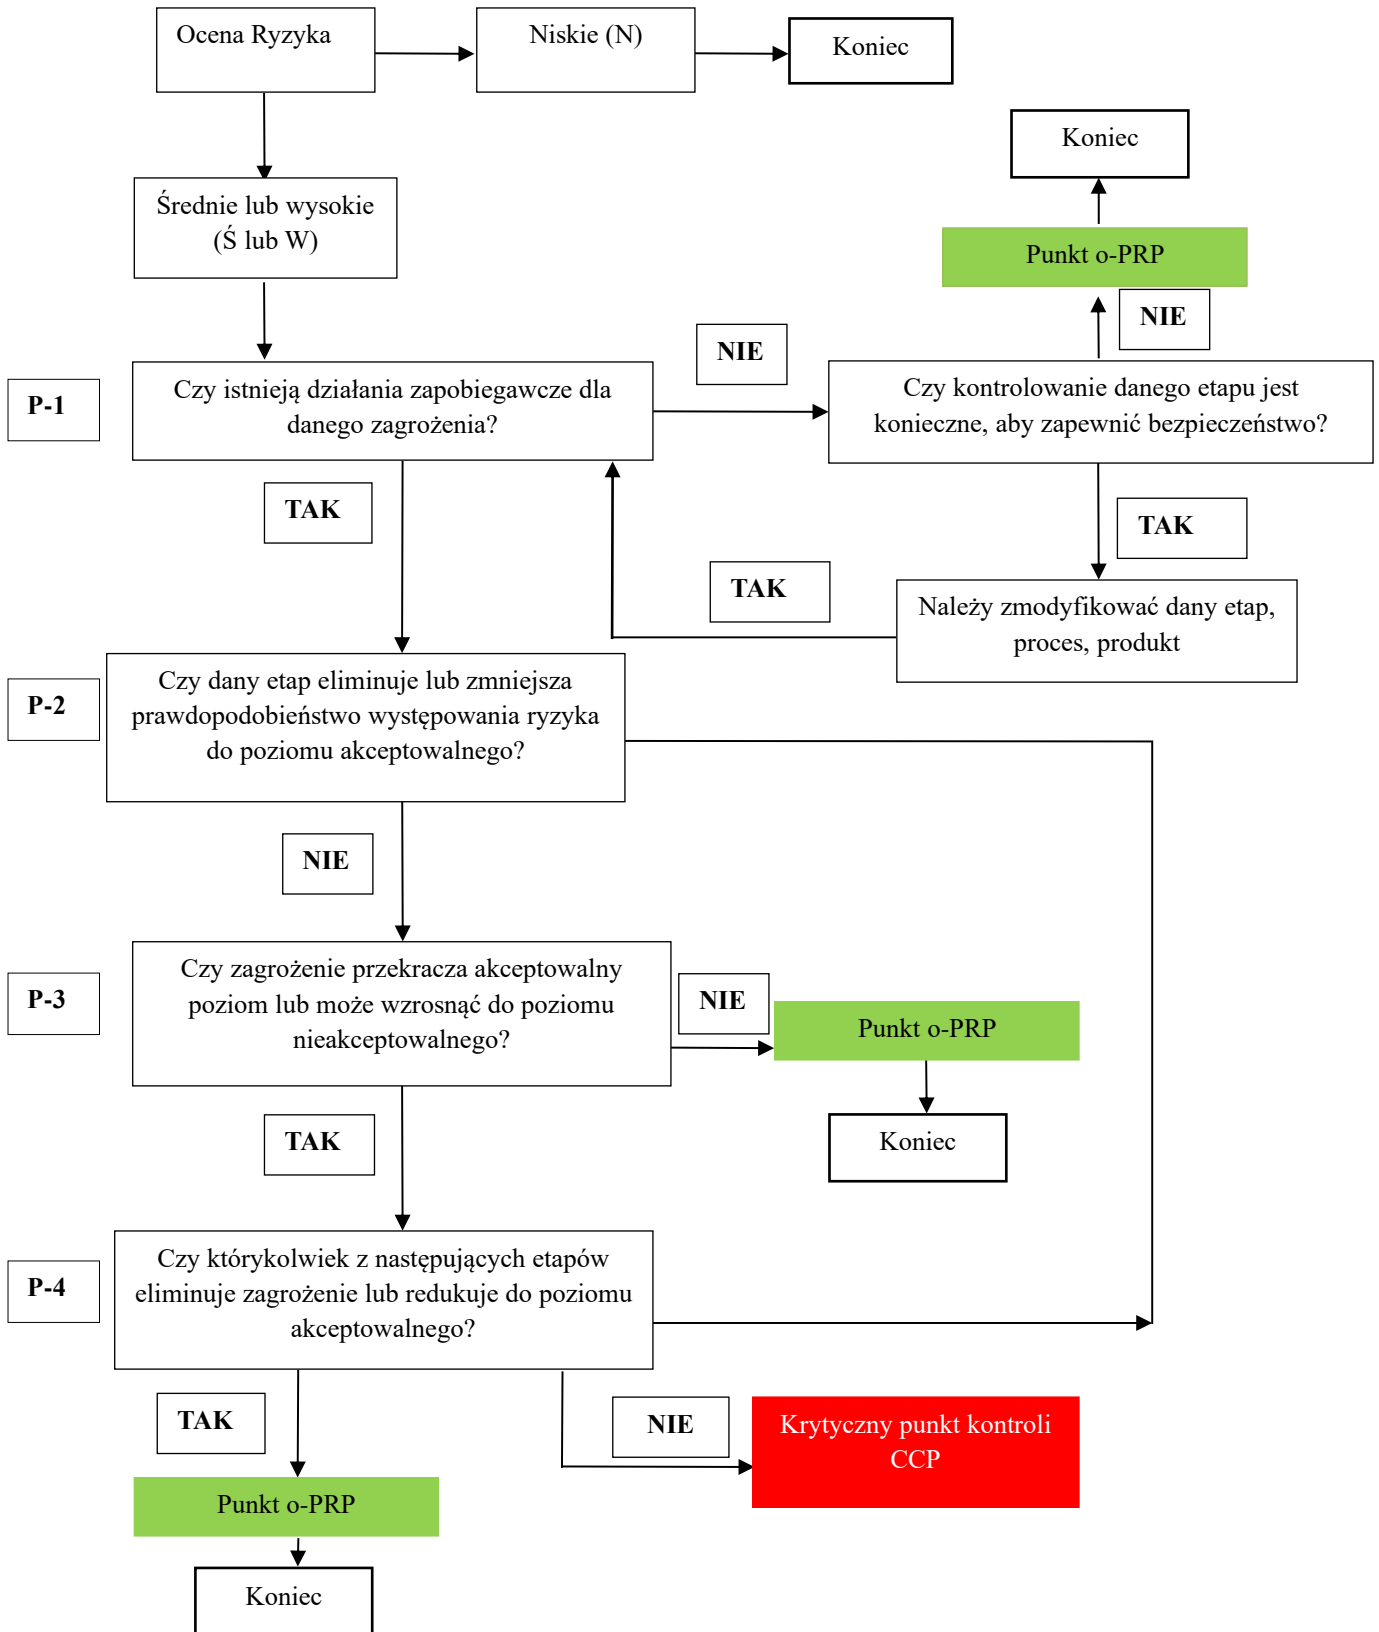 Ocena Ryzyka
Niskie (N)
Koniec
Koniec
Średnie lub wysokie
(Ś lub W)
Punkt o-PRP
NIE
NIE
P-1
Czy istnieją działania zapobiegawcze dla
danego zagrożenia?
Czy kontrolowanie danego etapu jest
konieczne, aby zapewnić bezpieczeństwo?
TAK
TAK
TAK
Należy zmodyfikować dany etap,
proces, produkt
P-2
Czy dany etap eliminuje lub zmniejsza
prawdopodobieństwo występowania ryzyka
do poziomu akceptowalnego?
NIE
P-3
Czy zagrożenie przekracza akceptowalny
poziom lub może wzrosnąć do poziomu
nieakceptowalnego?
NIE
Punkt o-PRP
Koniec
TAK
P-4
Czy którykolwiek z następujących etapów
eliminuje zagrożenie lub redukuje do poziomu
akceptowalnego?
TAK
NIE
Krytyczny punkt kontroli
CCP
Punkt o-PRP
Koniec